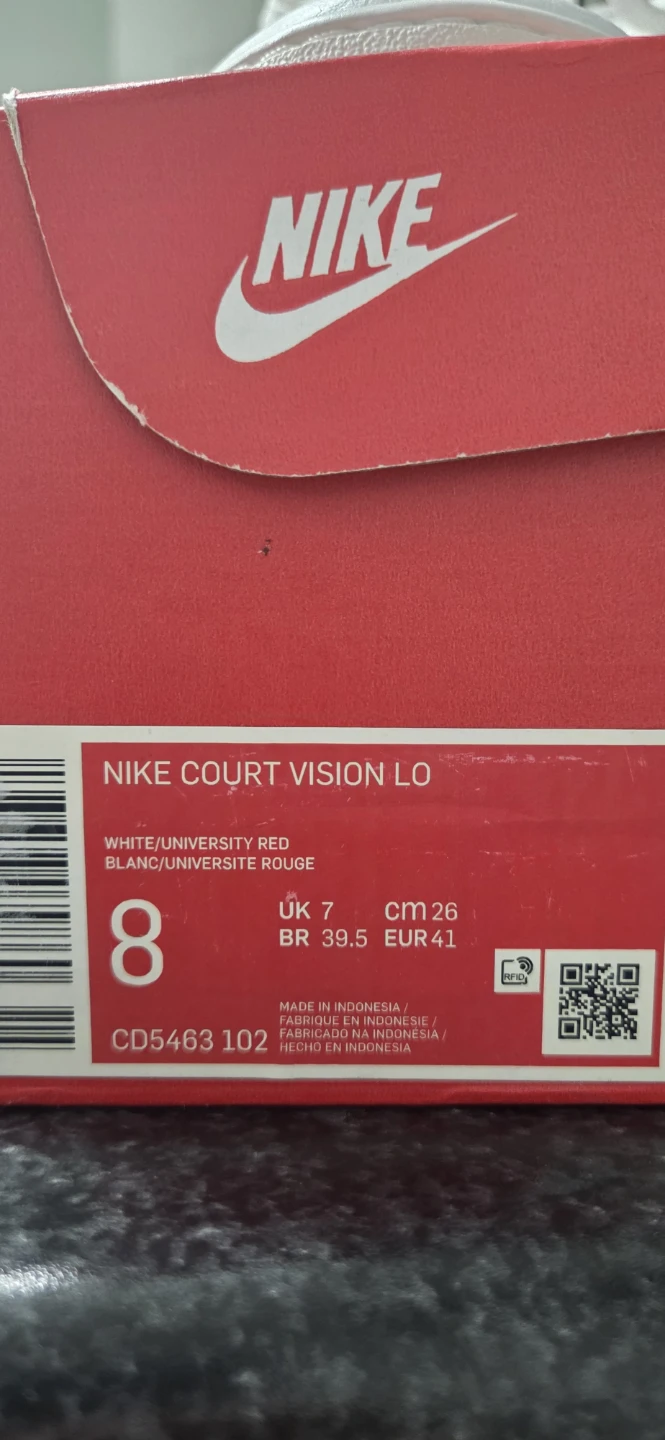 NIKE
NIKE COURT VISION LO
WHITE/UNIVERSITY RED
BLANC/UNIVERSITE ROUGE
8
UK 7 cm 26
BR 39.5 EUR 41
CD5463 102
MADE IN INDONESIA /
FABRIQUE EN INDONESIE /
FABRICADO NA INDONÉSIA /
HECHO EN INDONESIA
RFID